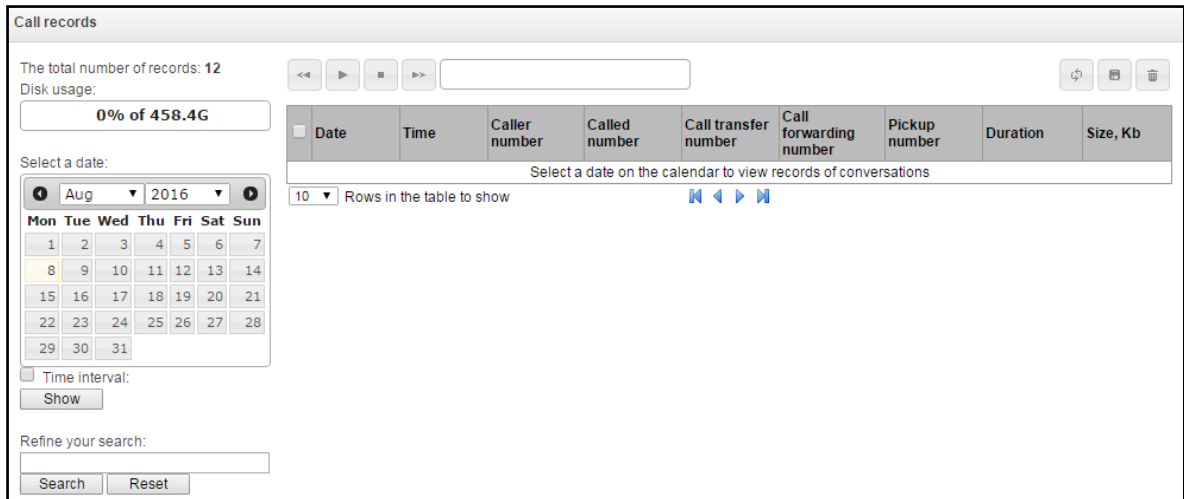 Call records
The total number of records: 12
Disk usage:
0% of 458.4G
Select a date:
Aug 2016
Mon Tue Wed Thu Fri Sat Sun
1 2 3 4 5 6 7
8 9 10 11 12 13 14
15 16 17 18 19 20 21
22 23 24 25 26 27 28
29 30 31
Time interval:
Show
Refine your search:
Search Reset
Date Time Caller number Called number Call transfer number Call forwarding number Pickup number Duration Size, Kb
Select a date on the calendar to view records of conversations
10 Rows in the table to show